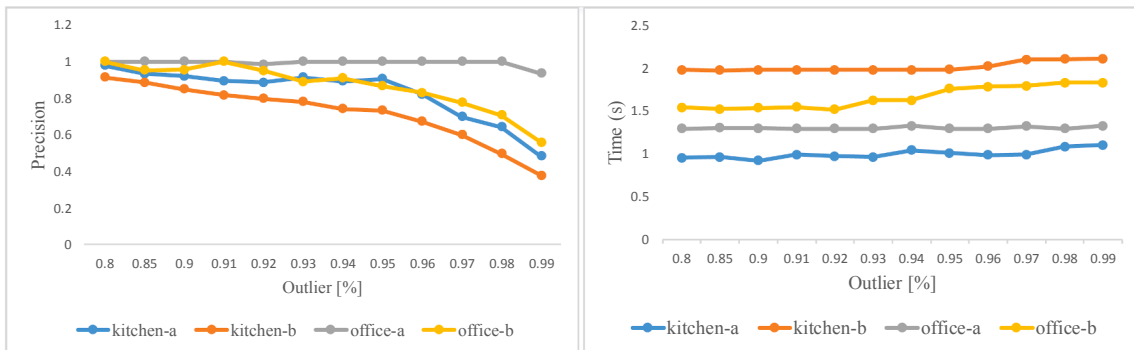 1.2
1
0.8
0.6
0.4
0.2
0
Precision
0.8 0.85 0.9 0.91 0.92 0.93 0.94 0.95 0.96 0.97 0.98 0.99
Outlier [%]
kitchen-a kitchen-b office-a office-b
2.5
2
1.5
1
0.5
0
Time (s)
0.8 0.85 0.9 0.91 0.92 0.93 0.94 0.95 0.96 0.97 0.98 0.99
Outlier [%]
kitchen-a kitchen-b office-a office-b